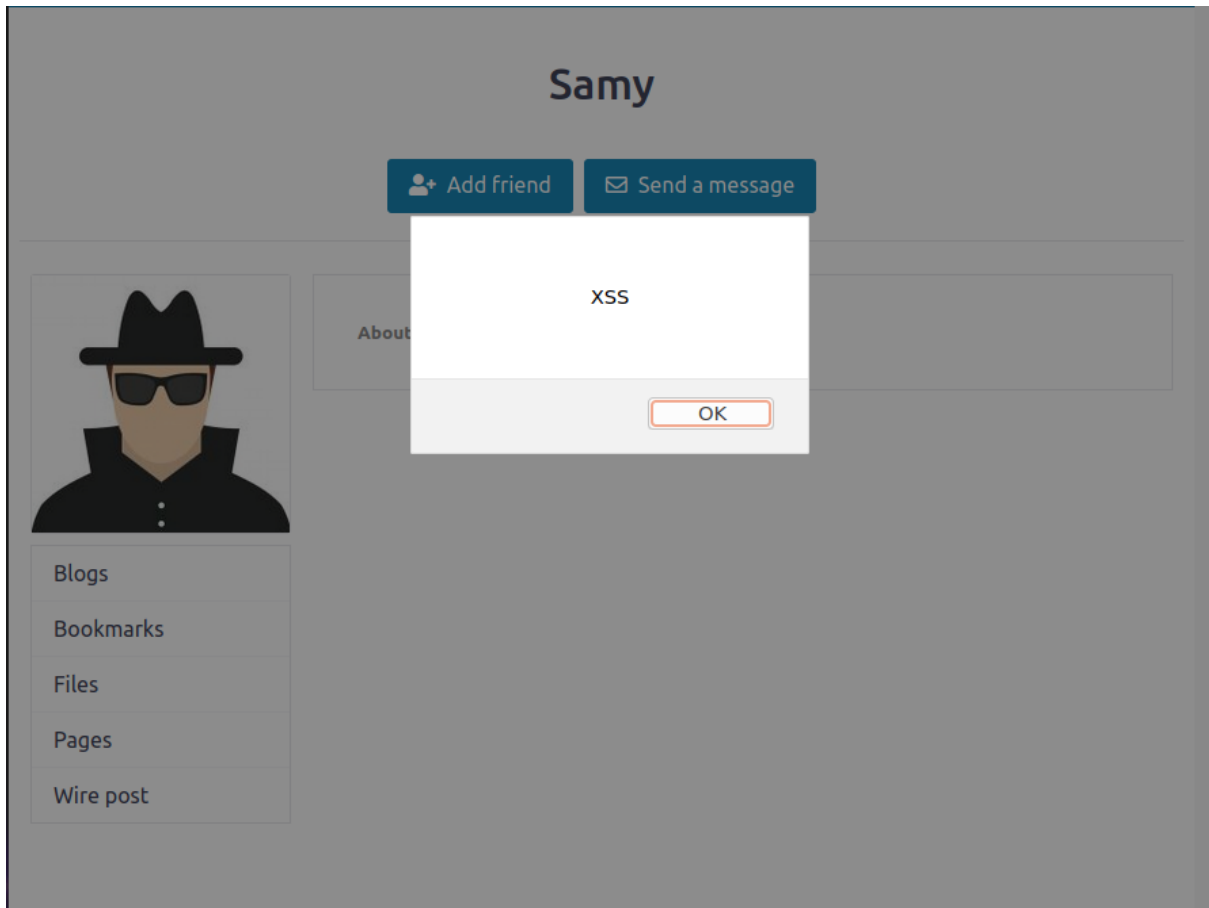 Samy
Add friend
Send a message
xss
About
OK
Blogs
Bookmarks
Files
Pages
Wire post